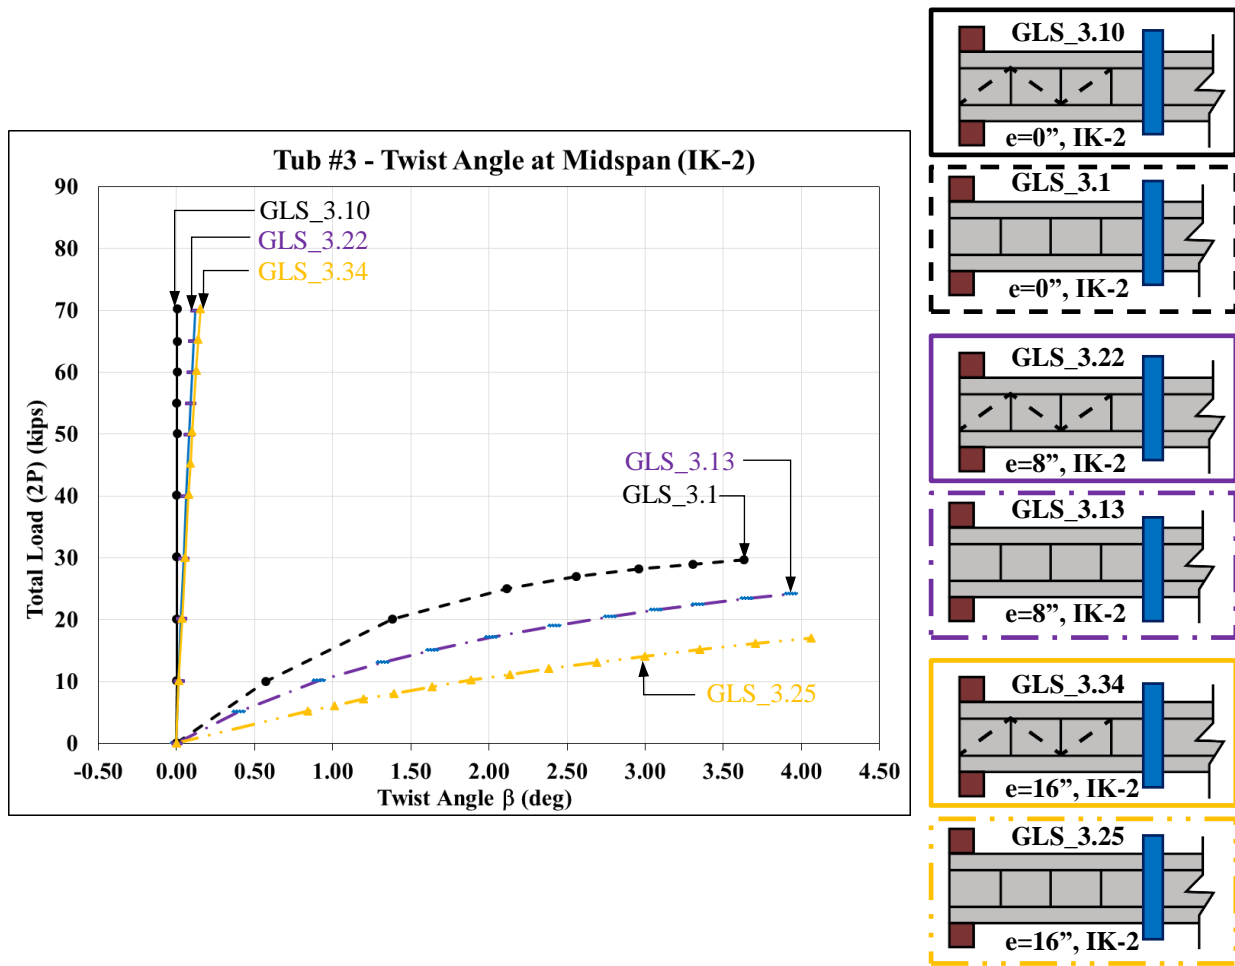 Tub #3 - Twist Angle at Midspan (IK-2)
Total Load (2P) (kips)
90
80
70
60
50
40
30
20
10
0
GLS_3.10
GLS_3.22
GLS_3.34
GLS_3.13
GLS_3.1
GLS_3.25
-0.50 0.00 0.50 1.00 1.50 2.00 2.50 3.00 3.50 4.00 4.50
Twist Angle β (deg)
GLS_3.10
e=0”, IK-2
GLS_3.1
e=0”, IK-2
GLS_3.22
e=8”, IK-2
GLS_3.13
e=8”, IK-2
GLS_3.34
e=16”, IK-2
GLS_3.25
e=16”, IK-2